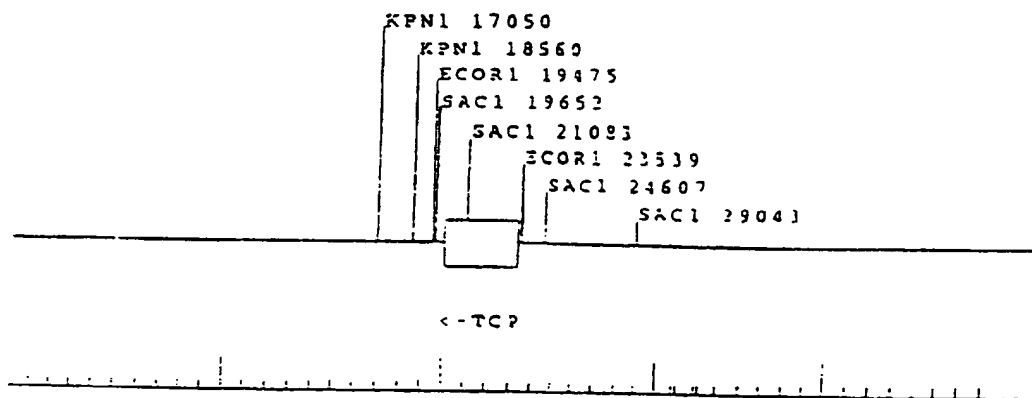 KPN1 17050
KPN1 18560
ECOR1 19475
SAC1 19652
SAC1 21083
ECOR1 23539
SAC1 24607
SAC1 29043
<-TCP